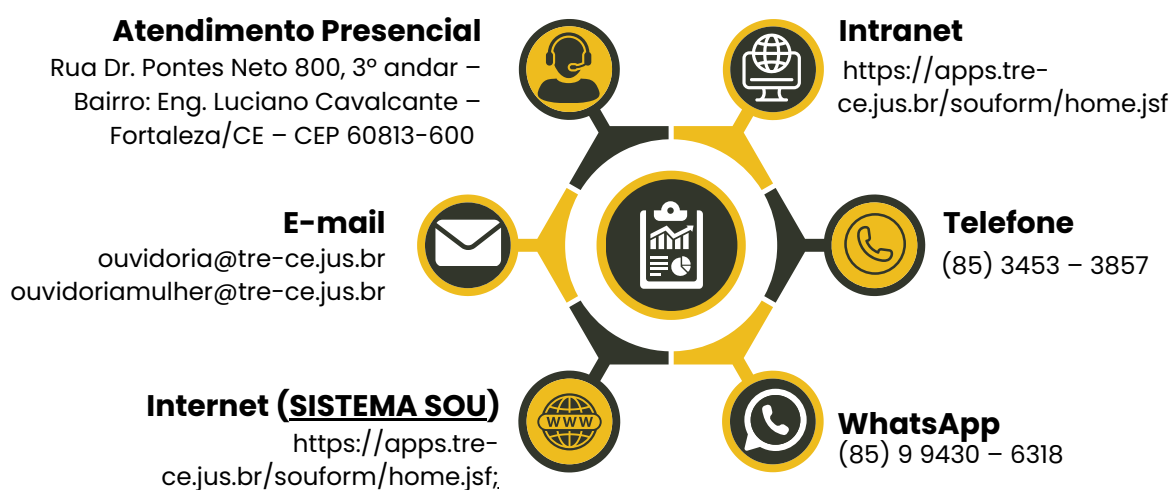 Atendimento Presencial
Rua Dr. Pontes Neto 800, 3º andar –
Bairro: Eng. Luciano Cavalcante –
Fortaleza/CE – CEP 60813-600
Intranet
https://apps.tre-
ce.jus.br/souform/home.jsf
E-mail
ouvidoria@tre-ce.jus.br
ouvidoriamulher@tre-ce.jus.br
Telefone
(85) 3453 – 3857
Internet (SISTEMA SOU)
https://apps.tre-
ce.jus.br/souform/home.jsf;
WWW
WhatsApp
(85) 9 9430 – 6318